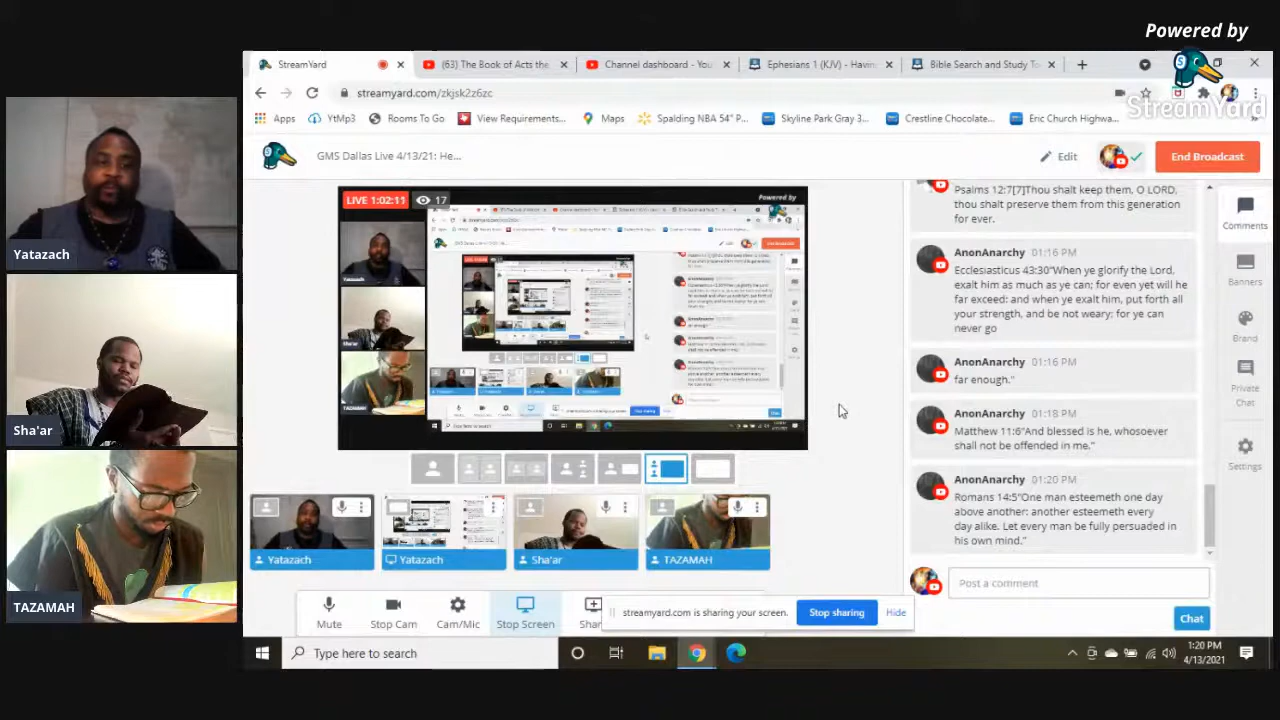 Powered by
StreamYard
StreamYard
(63) The Book of Acts the
Channel dashboard - You
Ephesians 1 (KJV) - Havin
Bible Search and Study To
streamyard.com/zkjsk2z6zc
Apps
YtMp3
Rooms To Go
View Requirements...
Maps
Spalding NBA 54" P...
Skyline Park Gray 3...
Crestline Chocolate...
Eric Church Highwa...
GMS Dallas Live 4/13/21: He...
Edit
End Broadcast
Yatazach
Sha'ar
TAZAMAH
LIVE 1:02:11
17
Powered by
Yatazach
Sha'ar
TAZAMAH
Psalms 12:7[7]Thou shalt keep them, O LORD,
thou shalt preserve them from this generation
for ever.
AnonAnarchy 01:15 PM
Ecclesiasticus 43:30"When ye glorify the Lord,
exalt him as much as ye can; for even yet will he
far exceed: and when ye exalt him, put forth all
your strength, and be not weary; for ye can
never go
AnonAnarchy 01:16 PM
far enough."
AnonAnarchy 01:18 PM
Matthew 11:6"And blessed is he, whosoever
shall not be offended in me."
AnonAnarchy 01:20 PM
Romans 14:5"One man esteemeth one day
above another: another esteemeth every
day alike. Let every man be fully persuaded in
his own mind."
Post a comment
Chat
Comments
Banners
Brand
Private
Chat
Settings
Yatazach
Yatazach
Sha'ar
TAZAMAH
Mute
Stop Cam
Cam/Mic
Stop Screen
Shar
streamyard.com is sharing your screen.
Stop sharing
Hide
Type here to search
1:20 PM
4/13/2021